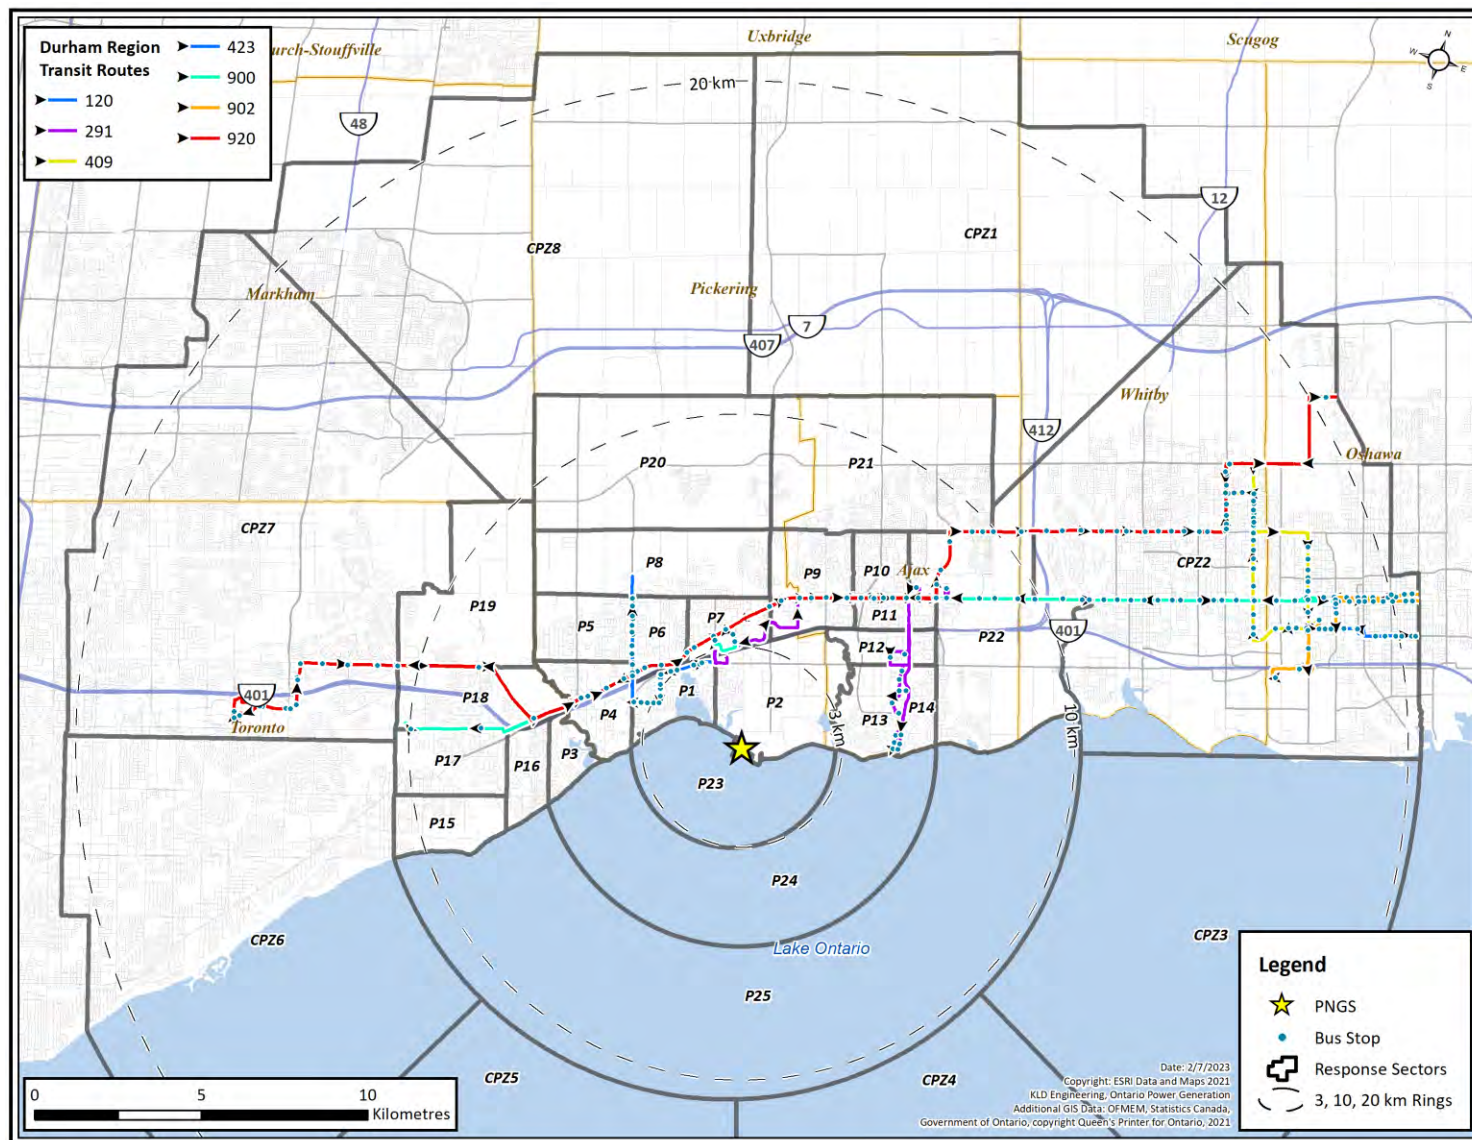 Durham Region
Transit Routes
120
291
409
423
900
902
920
urch-Stouffville
Uxbridge
Scugog
N
W
E
S
20 km
48
12
CPZ8
CPZ1
Markham
Pickering
7
407
Whitby
412
Oshawa
P20
P21
CPZ7
CPZ2
P8
P9
P10
Ajax
P19
P5
P6
P7
P11
P22
401
P12
P18
P1
P2
401
Toronto
P4
P13
P14
3 km
10 km
P17
P16
P3
P23
P15
P24
Lake Ontario
CPZ6
CPZ3
P25
CPZ5
CPZ4
Legend
PNGS
Bus Stop
Response Sectors
3, 10, 20 km Rings
Date: 2/7/2023
Copyright: ESRI Data and Maps 2021
KLD Engineering, Ontario Power Generation
Additional GIS Data: OFMEM, Statistics Canada,
Government of Ontario, copyright Queen's Printer for Ontario, 2021
0 5 10
Kilometres